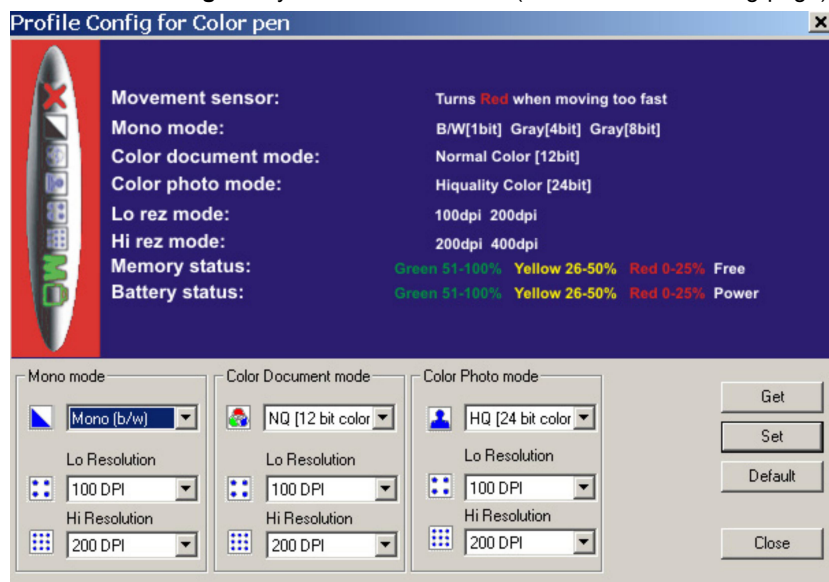 Profile Config for Color pen
Movement sensor: Turns Red when moving too fast
Mono mode: B/W[1bit] Gray[4bit] Gray[8bit]
Color document mode: Normal Color [12bit]
Color photo mode: Hiquality Color [24bit]
Lo rez mode: 100dpi 200dpi
Hi rez mode: 200dpi 400dpi
Memory status: Green 51-100% Yellow 26-50% Red 0-25% Free
Battery status: Green 51-100% Yellow 26-50% Red 0-25% Power
Mono mode
Mono (b/w)
Lo Resolution
100 DPI
Hi Resolution
200 DPI
Color Document mode
NQ [12 bit color
Lo Resolution
100 DPI
Hi Resolution
200 DPI
Color Photo mode
HQ [24 bit color
Lo Resolution
100 DPI
Hi Resolution
200 DPI
Get
Set
Default
Close